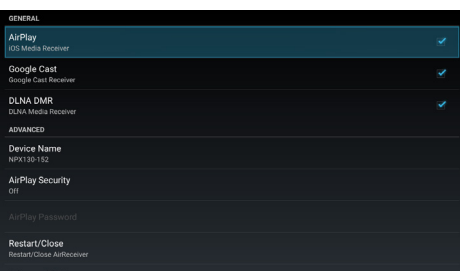 GENERAL
AirPlay
iOS Media Receiver
Google Cast
Google Cast Receiver
DLNA DMR
DLNA Media Receiver
ADVANCED
Device Name
NPX130-152
AirPlay Security
Off
AirPlay Password
Restart/Close
Restart/Close AirReceiver